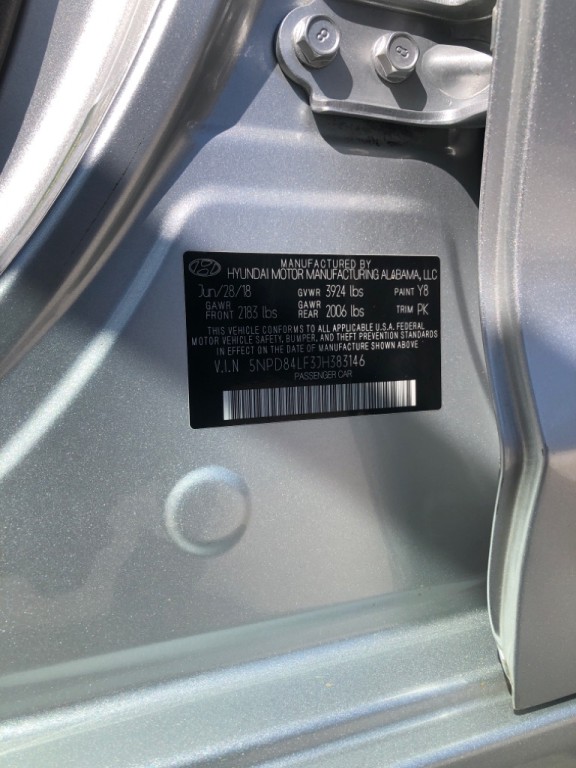 8 8
MANUFACTURED BY
HYUNDAI MOTOR MANUFACTURING ALABAMA, LLC
Jun/28/18 GVWR 3924 lbs PAINT Y8
GAWR FRONT 2183 lbs GAWR REAR 2006 lbs TRIM PK
THIS VEHICLE CONFORMS TO ALL APPLICABLE U.S.A. FEDERAL
MOTOR VEHICLE SAFETY, BUMPER, AND THEFT PREVENTION STANDARDS
IN EFFECT ON THE DATE OF MANUFACTURE SHOWN ABOVE.
V.I.N 5NPD84LF3JH383146
PASSENGER CAR